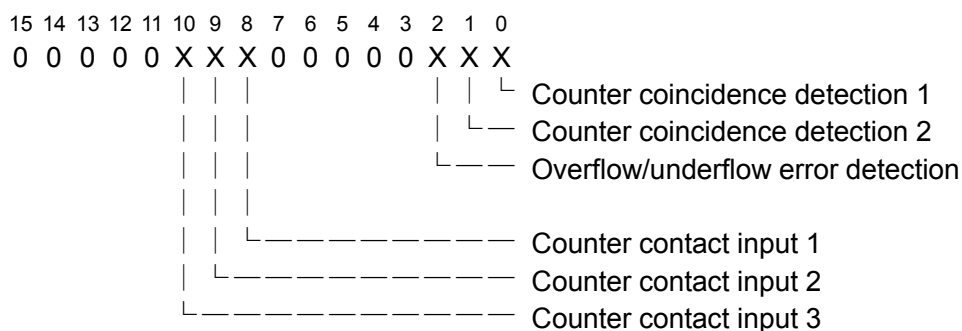 15 14 13 12 11 10 9 8 7 6 5 4 3 2 1 0
0 0 0 0 0 X X X 0 0 0 0 0 X X X
Counter coincidence detection 1
Counter coincidence detection 2
Overflow/underflow error detection
Counter contact input 1
Counter contact input 2
Counter contact input 3